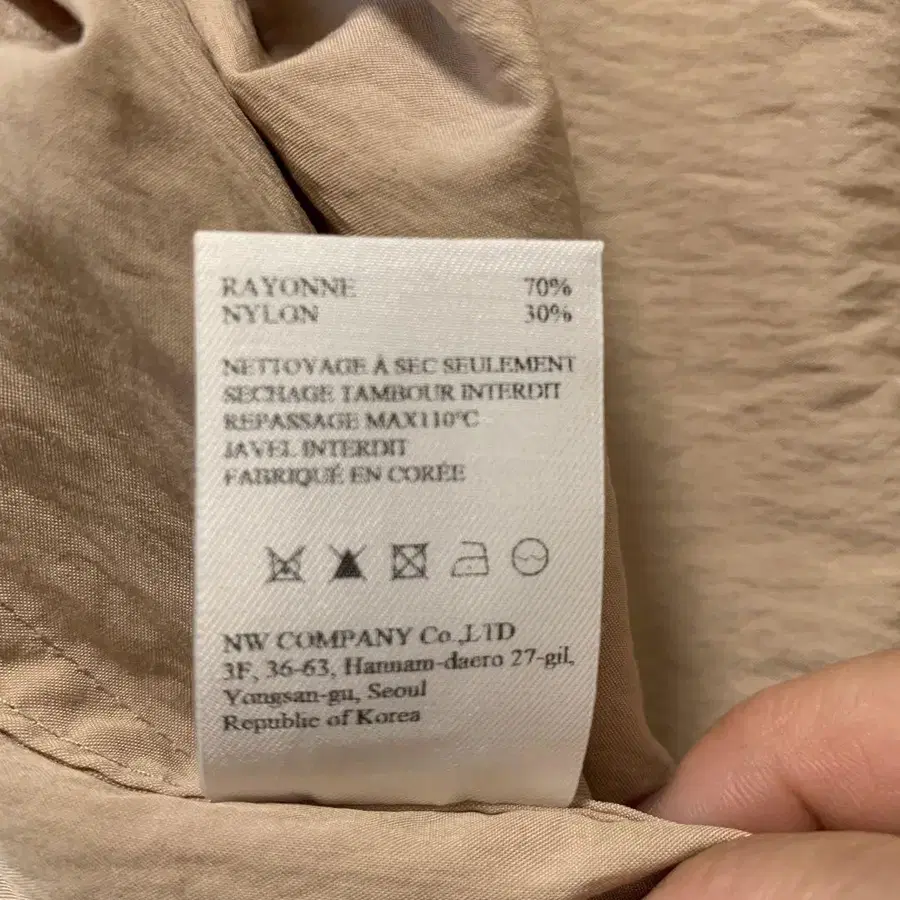 RAYONNE 70%
NYLON 30%
NETTOYAGE À SEC SEULEMENT
SECHAGE TAMBOUR INTERDIT
REPASSAGE MAX110°C
JAVEL INTERDIT
FABRIQUÉ EN CORÉE
NW COMPANY Co.,LTD
3F, 36-63, Hannam-daero 27-gil,
Yongsan-gu, Seoul
Republic of Korea